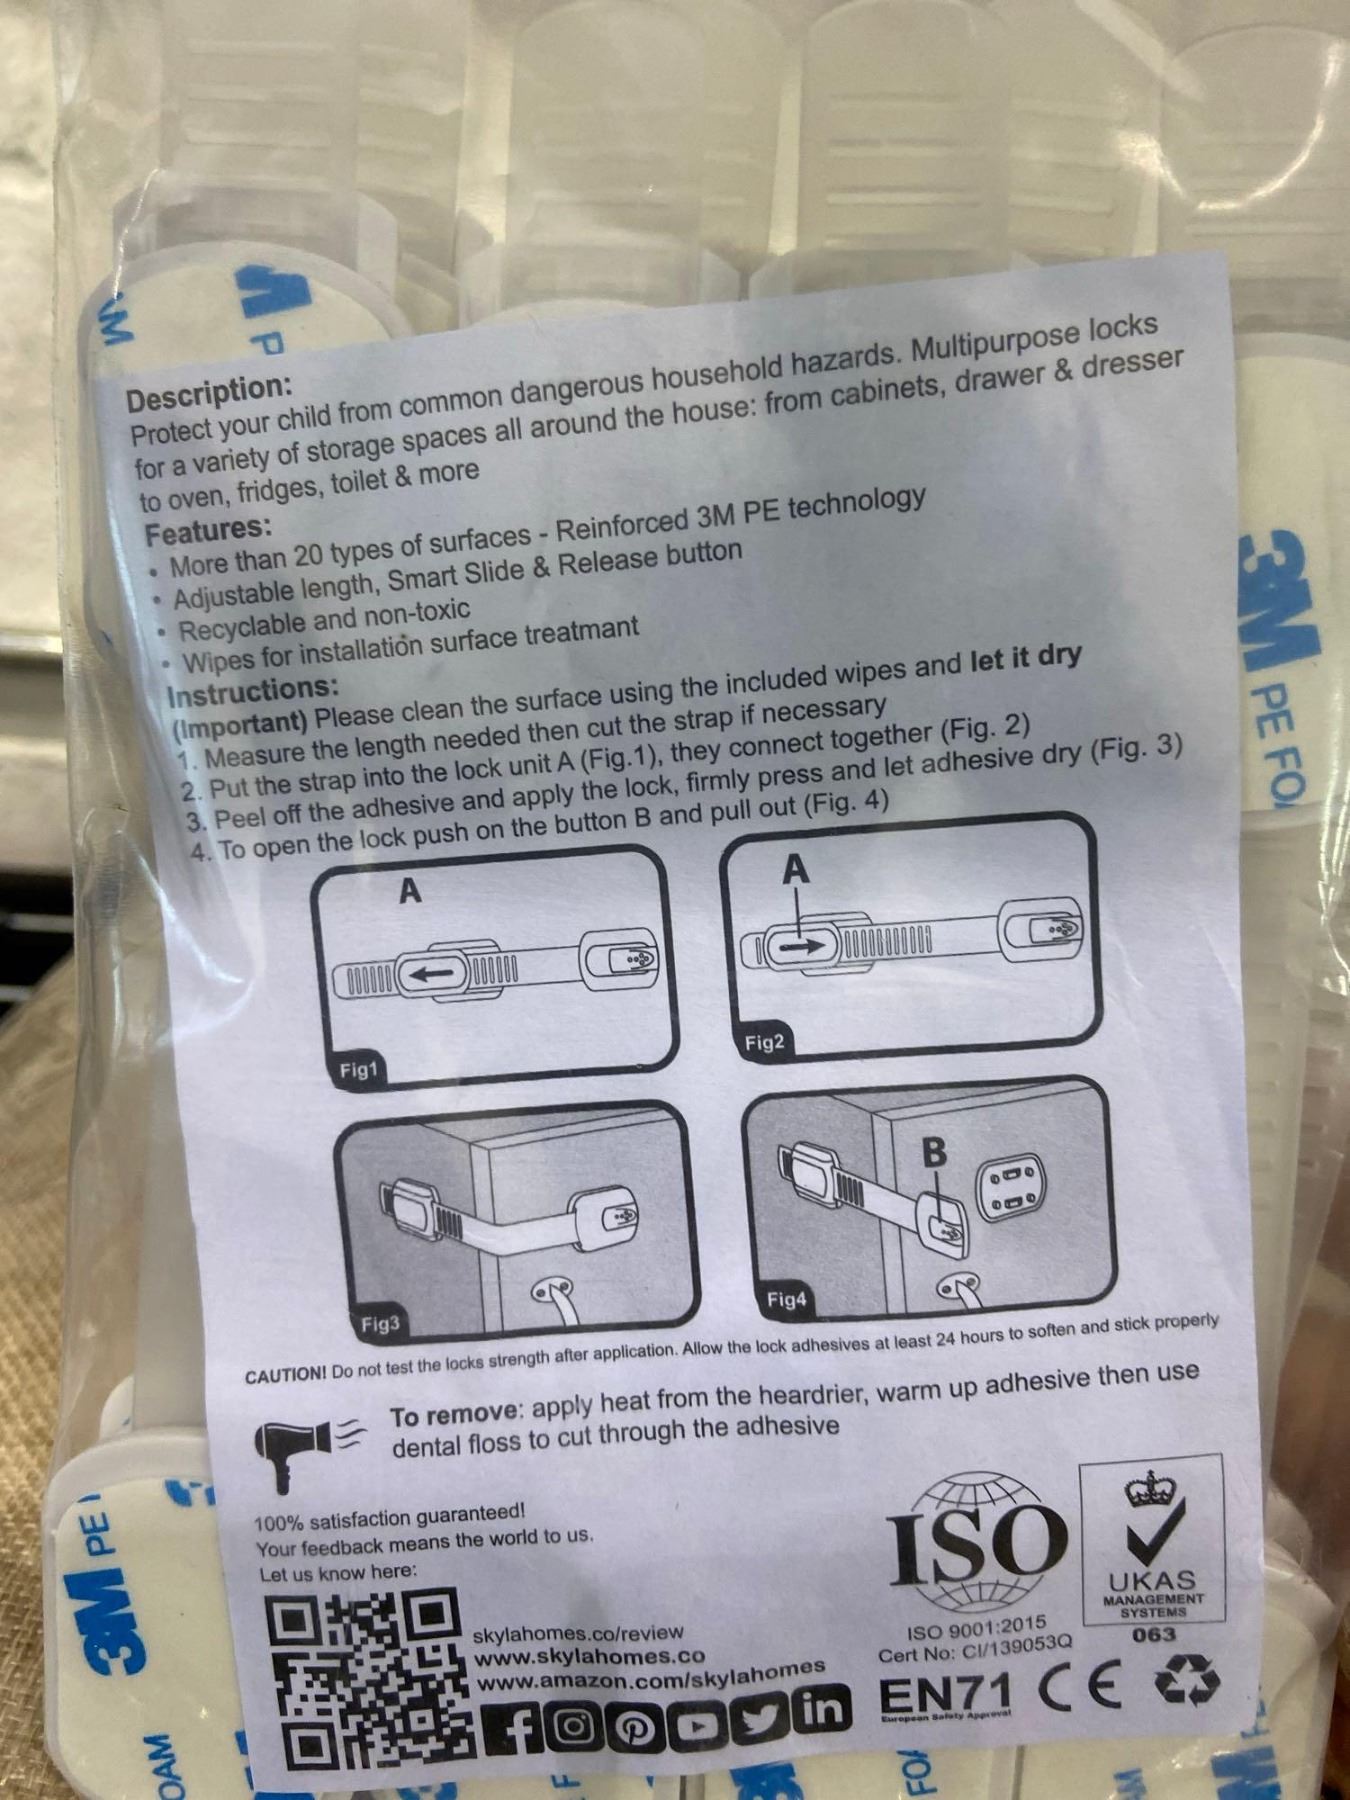 3M
P
Description:
Protect your child from common dangerous household hazards. Multipurpose locks
for a variety of storage spaces all around the house: from cabinets, drawer & dresser
to oven, fridges, toilet & more
Features:
• More than 20 types of surfaces - Reinforced 3M PE technology
• Adjustable length, Smart Slide & Release button
• Recyclable and non-toxic
• Wipes for installation surface treatmant
Instructions:
(Important) Please clean the surface using the included wipes and let it dry
1. Measure the length needed then cut the strap if necessary
2. Put the strap into the lock unit A (Fig.1), they connect together (Fig. 2)
3. Peel off the adhesive and apply the lock, firmly press and let adhesive dry (Fig. 3)
4. To open the lock push on the button B and pull out (Fig. 4)
A
Fig1
A
Fig2
Fig3
B
Fig4
CAUTION! Do not test the locks strength after application. Allow the lock adhesives at least 24 hours to soften and stick properly
To remove: apply heat from the heardrier, warm up adhesive then use
dental floss to cut through the adhesive
100% satisfaction guaranteed!
Your feedback means the world to us.
Let us know here:
skylahomes.co/review
www.skylahomes.co
www.amazon.com/skylahomes
f in
ISO
ISO 9001:2015
Cert No: CI/139053Q
UKAS
MANAGEMENT
SYSTEMS
063
EN71 CE
European Safety Approval
3M PE FO
3M PE
OAM
FO
3M